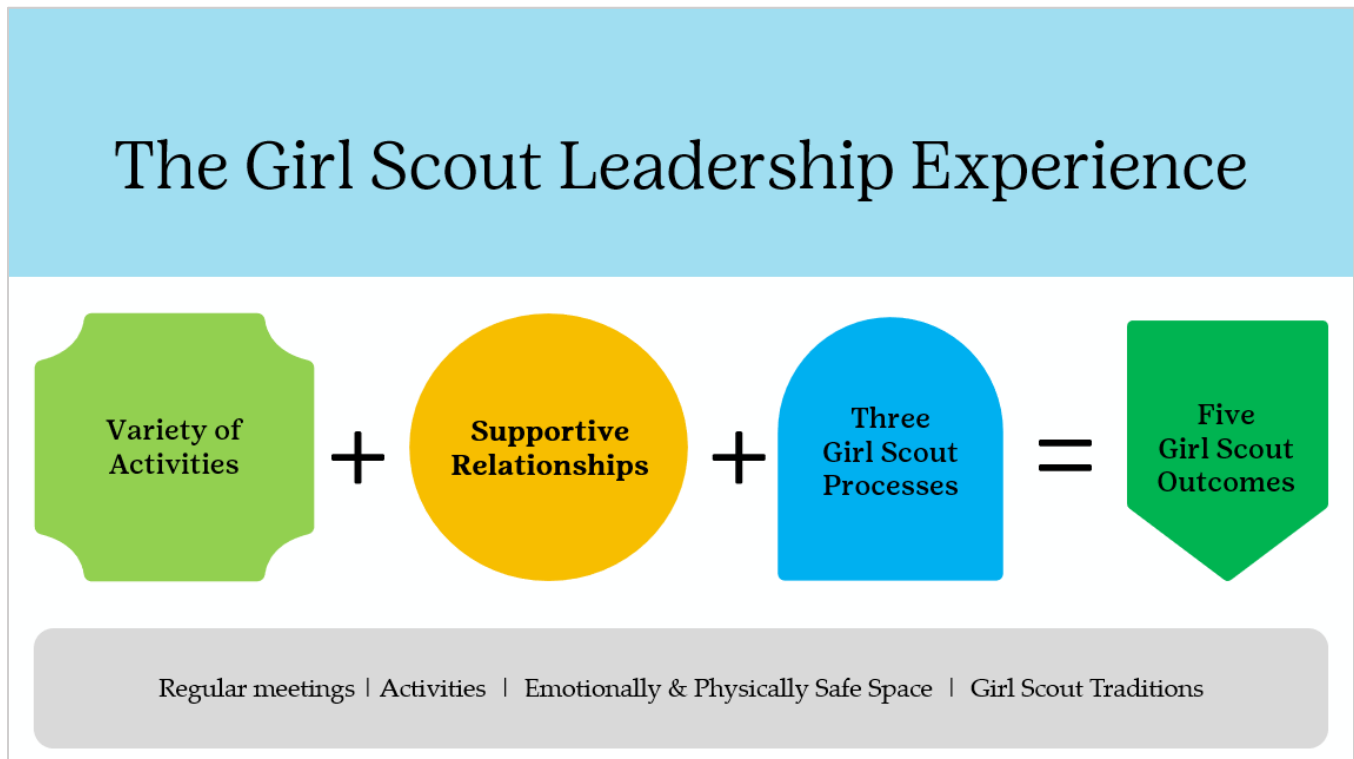 The Girl Scout Leadership Experience
Variety of
Activities
+
Supportive
Relationships
+
Three
Girl Scout
Processes
=
Five
Girl Scout
Outcomes
Regular meetings | Activities | Emotionally & Physically Safe Space | Girl Scout Traditions